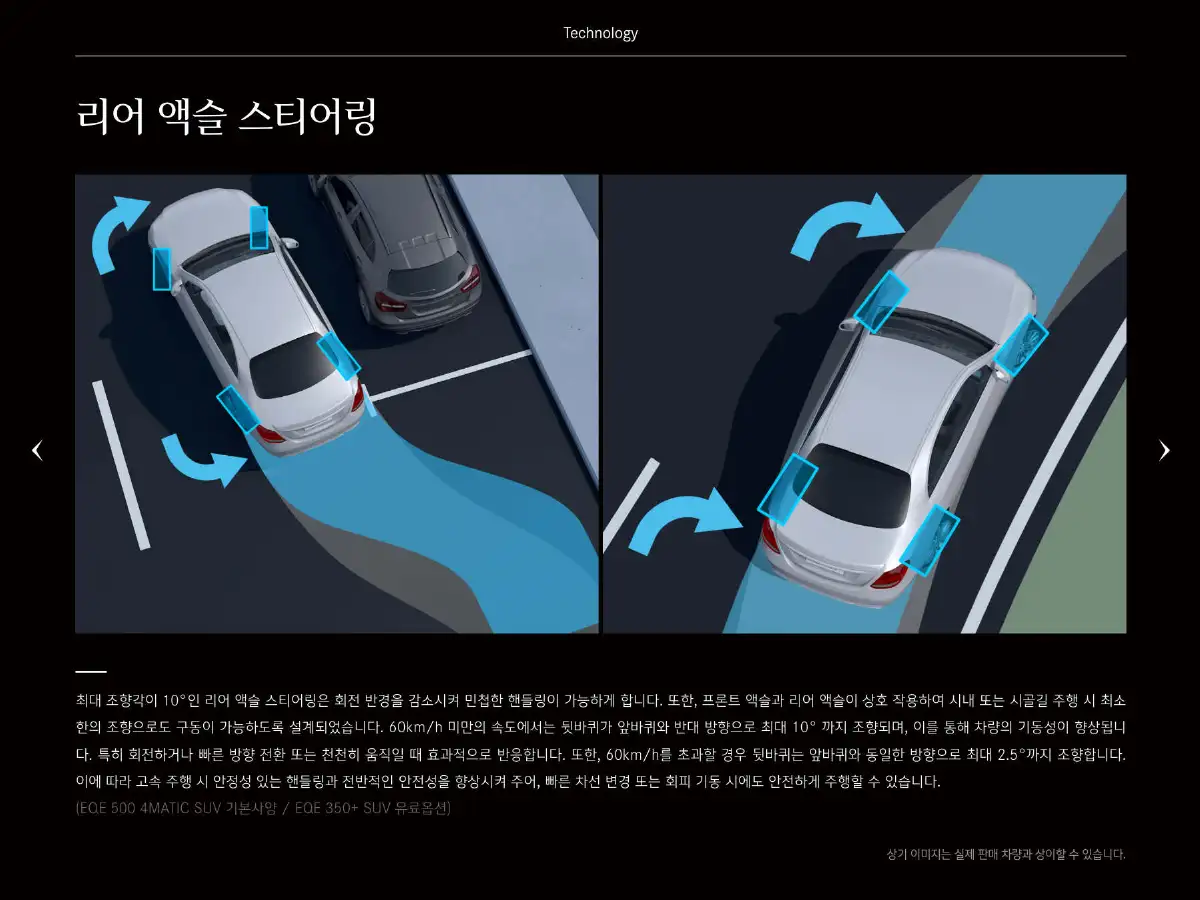 Technology
리어 액슬 스티어링
최대 조향각이 10°인 리어 액슬 스티어링은 회전 반경을 감소시켜 민첩한 핸들링이 가능하게 합니다. 또한, 프론트 액슬과 리어 액슬이 상호 작용하여 시내 또는 시골길 주행 시 최소
한의 조향으로도 구동이 가능하도록 설계되었습니다. 60km/h 미만의 속도에서는 뒷바퀴가 앞바퀴와 반대 방향으로 최대 10° 까지 조향되며, 이를 통해 차량의 기동성이 향상됩니
다. 특히 회전하거나 빠른 방향 전환 또는 천천히 움직일 때 효과적으로 반응합니다. 또한, 60km/h를 초과할 경우 뒷바퀴는 앞바퀴와 동일한 방향으로 최대 2.5°까지 조향합니다.
이에 따라 고속 주행 시 안정성 있는 핸들링과 전반적인 안전성을 향상시켜 주어, 빠른 차선 변경 또는 회피 기동 시에도 안전하게 주행할 수 있습니다.
(EQE 500 4MATIC SUV 기본사양 / EQE 350+ SUV 유료옵션)
상기 이미지는 실제 판매 차량과 상이할 수 있습니다.